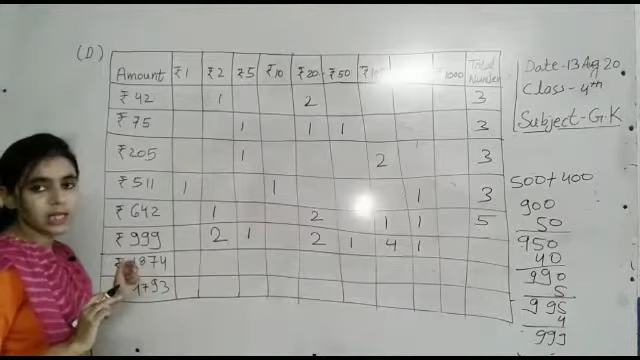 (D)
Amount ₹1 ₹2 ₹5 ₹10 ₹20 ₹50 ₹1000 Total Number
₹42 1 2 3
₹75 1 1 1 3
₹205 1 2 3
₹511 1 1 1 3
₹642 1 2 1 1 5
₹999 2 1 2 1 4 1
874
793
Date-13 Aug 20
Class-4th
Subject-G.K
500+400
900
50
950
40
990
5
995
4
999